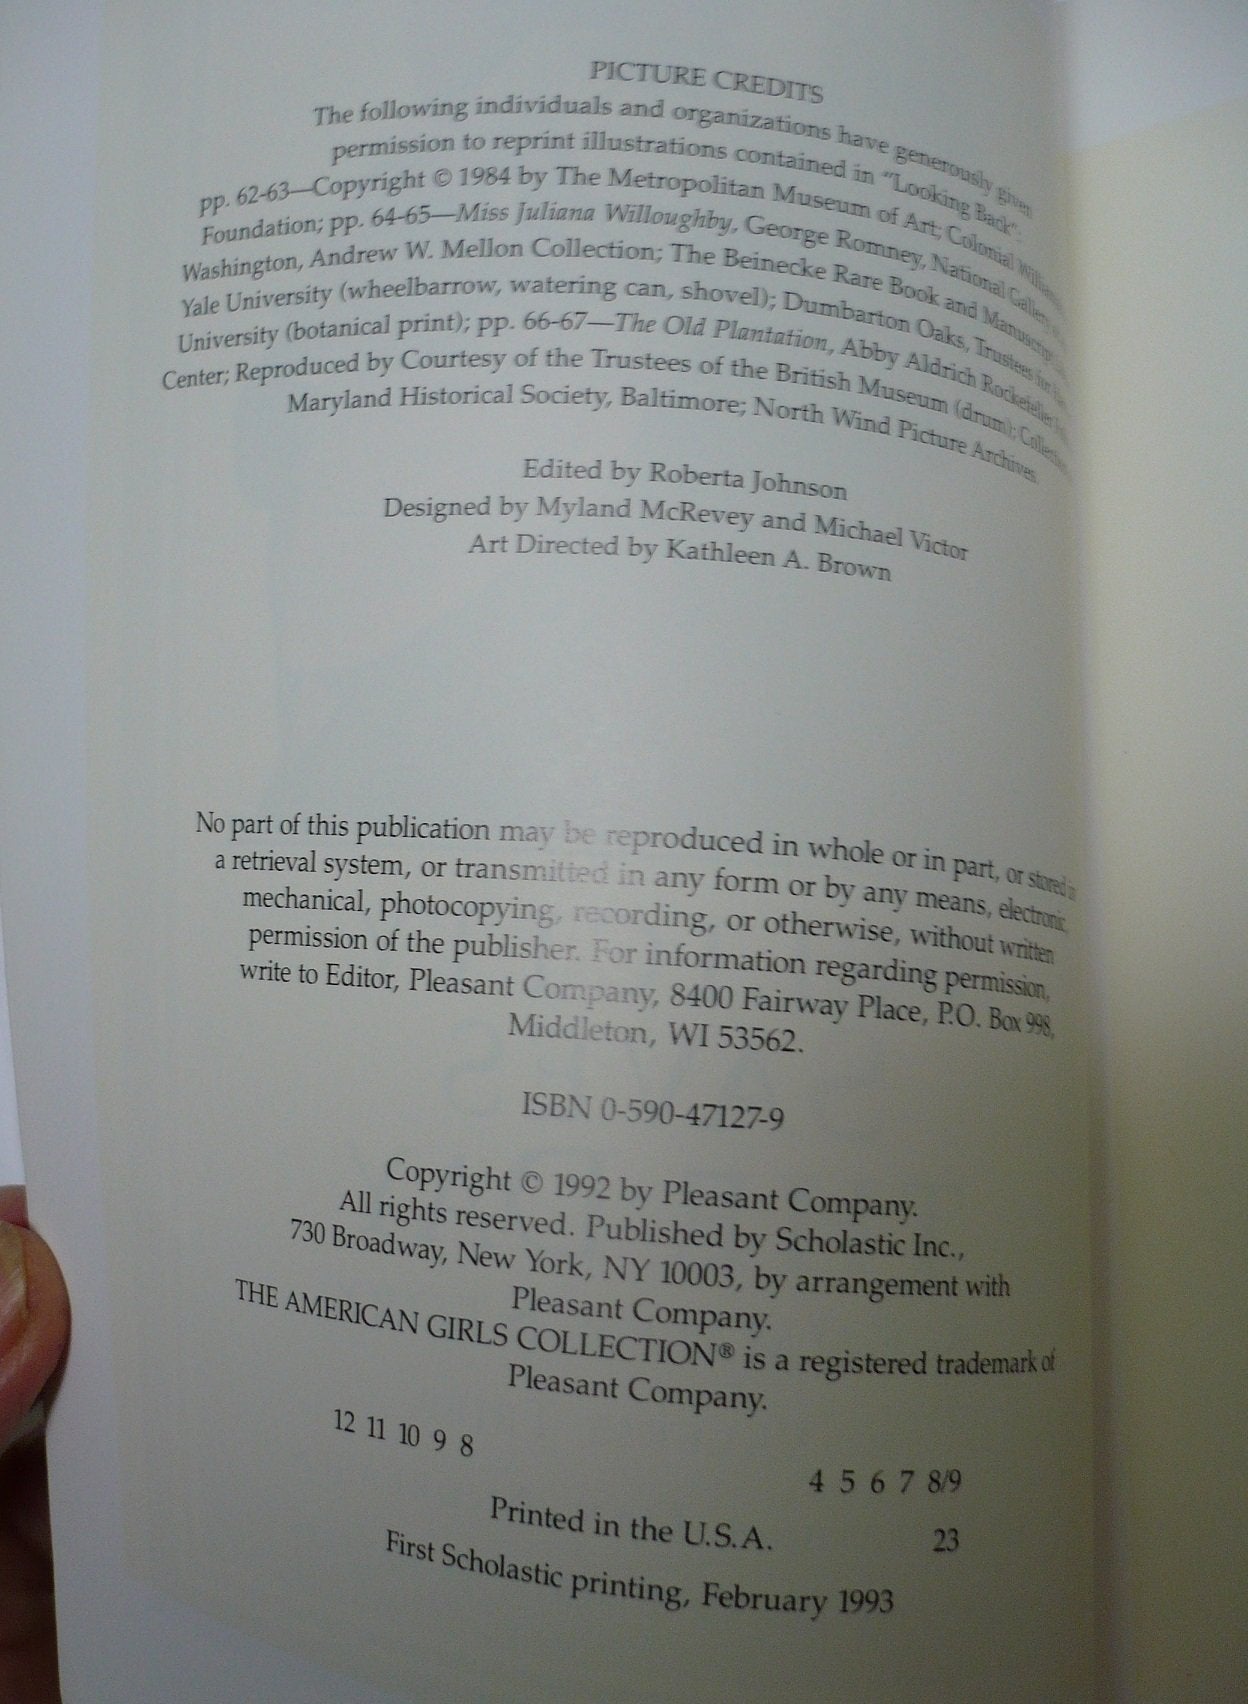 PICTURE CREDITS
The following individuals and organizations have generously given
permission to reprint illustrations contained in "Looking Back":
pp. 62-63—Copyright © 1984 by The Metropolitan Museum of Art; Colonial
Foundation; pp. 64-65—Miss Juliana Willoughby, George Romney, National Gallery
Washington, Andrew W. Mellon Collection; The Beinecke Rare Book and Manuscript
Yale University (wheelbarrow, watering can, shovel); Dumbarton Oaks, Trustees for
University (botanical print); pp. 66-67—The Old Plantation, Abby Aldrich Rockefeller
Center; Reproduced by Courtesy of the Trustees of the British Museum (drum); Collection
Maryland Historical Society, Baltimore; North Wind Picture Archives.
Edited by Roberta Johnson
Designed by Myland McRevey and Michael Victor
Art Directed by Kathleen A. Brown
No part of this publication may be reproduced in whole or in part, or stored in
a retrieval system, or transmitted in any form or by any means, electronic,
mechanical, photocopying, recording, or otherwise, without written
permission of the publisher. For information regarding permission,
write to Editor, Pleasant Company, 8400 Fairway Place, P.O. Box 998,
Middleton, WI 53562.
ISBN 0-590-47127-9
Copyright © 1992 by Pleasant Company.
All rights reserved. Published by Scholastic Inc.,
730 Broadway, New York, NY 10003, by arrangement with
Pleasant Company.
THE AMERICAN GIRLS COLLECTION® is a registered trademark of
Pleasant Company.
12 11 10 9 8 4 5 6 7 8/9
Printed in the U.S.A. 23
First Scholastic printing, February 1993